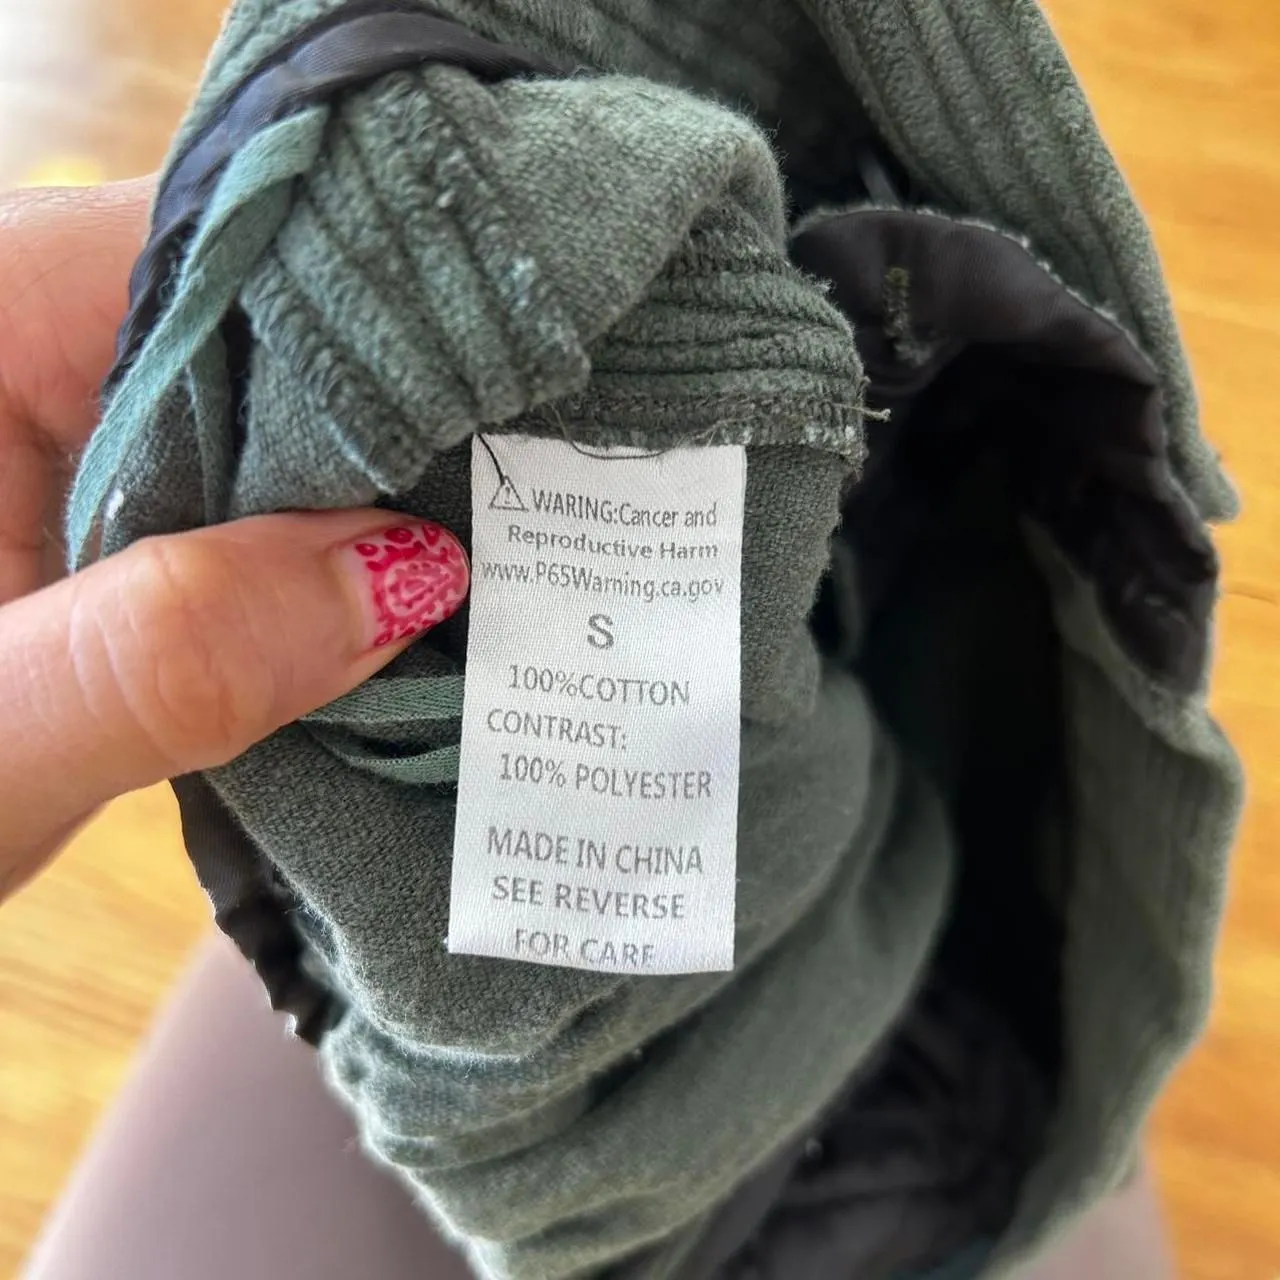 WARING:Cancer and
Reproductive Harm
www.P65Warning.ca.gov
S
100%COTTON
CONTRAST:
100% POLYESTER
MADE IN CHINA
SEE REVERSE
FOR CARE